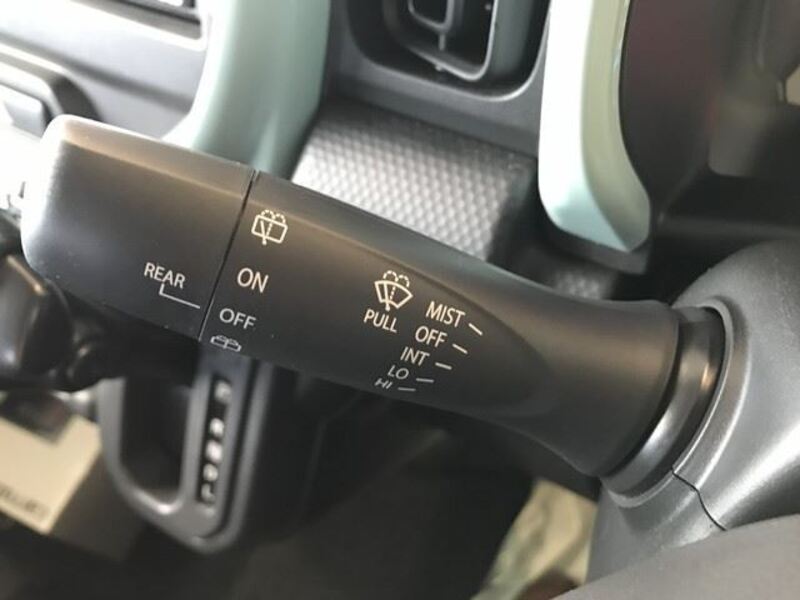 REAR
ON
OFF
PULL
MIST
OFF
INT
LO
HI